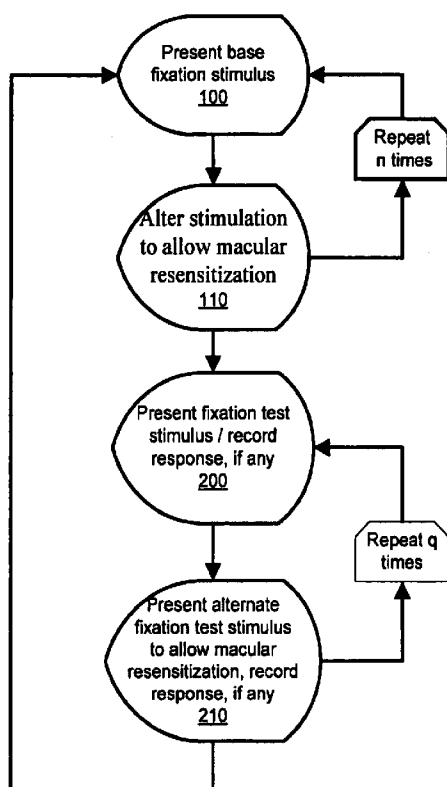 Present base
fixation stimulus
100
Repeat
n times
Alter stimulation
to allow macular
resensitization
110
Present fixation test
stimulus / record
response, if any
200
Repeat q
times
Present alternate
fixation test stimulus
to allow macular
resensitization, record
response, if any
210